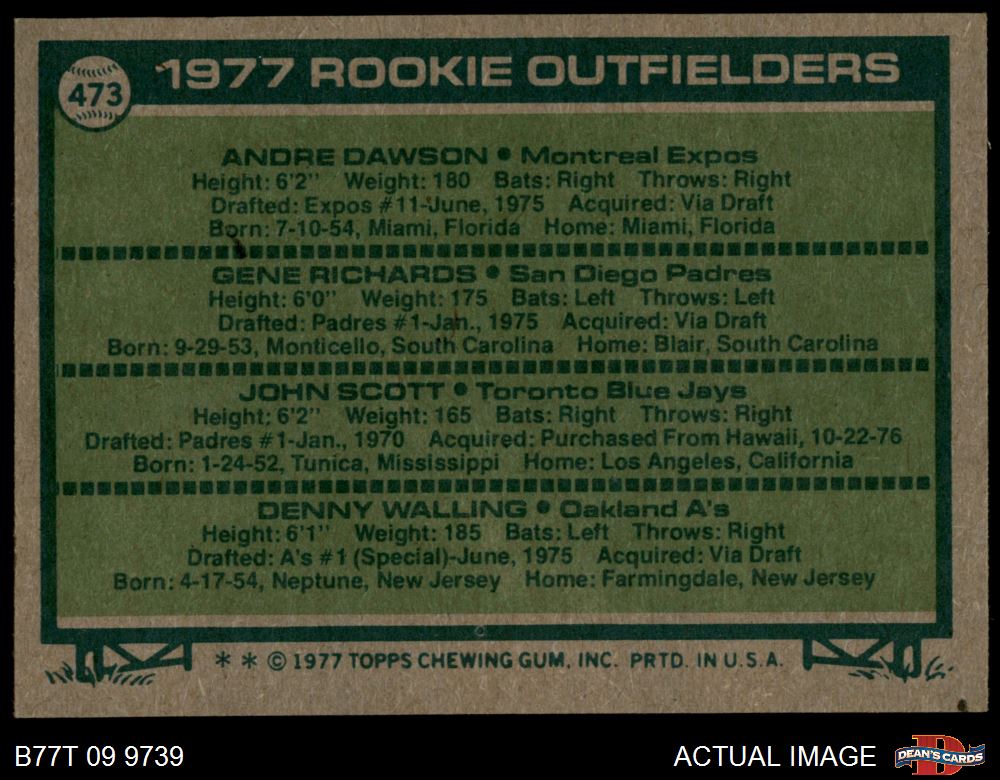 473
1977 ROOKIE OUTFIELDERS
ANDRE DAWSON • Montreal Expos
Height: 6'2" Weight: 180 Bats: Right Throws: Right
Drafted: Expos #11-June, 1975 Acquired: Via Draft
Born: 7-10-54, Miami, Florida Home: Miami, Florida
GENE RICHARDS • San Diego Padres
Height: 6'0" Weight: 175 Bats: Left Throws: Left
Drafted: Padres #1-Jan., 1975 Acquired: Via Draft
Born: 9-29-53, Monticello, South Carolina Home: Blair, South Carolina
JOHN SCOTT • Toronto Blue Jays
Height: 6'2" Weight: 165 Bats: Right Throws: Right
Drafted: Padres #1-Jan., 1970 Acquired: Purchased From Hawaii, 10-22-76
Born: 1-24-52, Tunica, Mississippi Home: Los Angeles, California
DENNY WALLING • Oakland A's
Height: 6'1" Weight: 185 Bats: Left Throws: Right
Drafted: A's #1 (Special)-June, 1975 Acquired: Via Draft
Born: 4-17-54, Neptune, New Jersey Home: Farmingdale, New Jersey
* * © 1977 TOPPS CHEWING GUM, INC. PRTD. IN U.S.A.
B77T 09 9739
ACTUAL IMAGE
D
DEAN'S CARDS